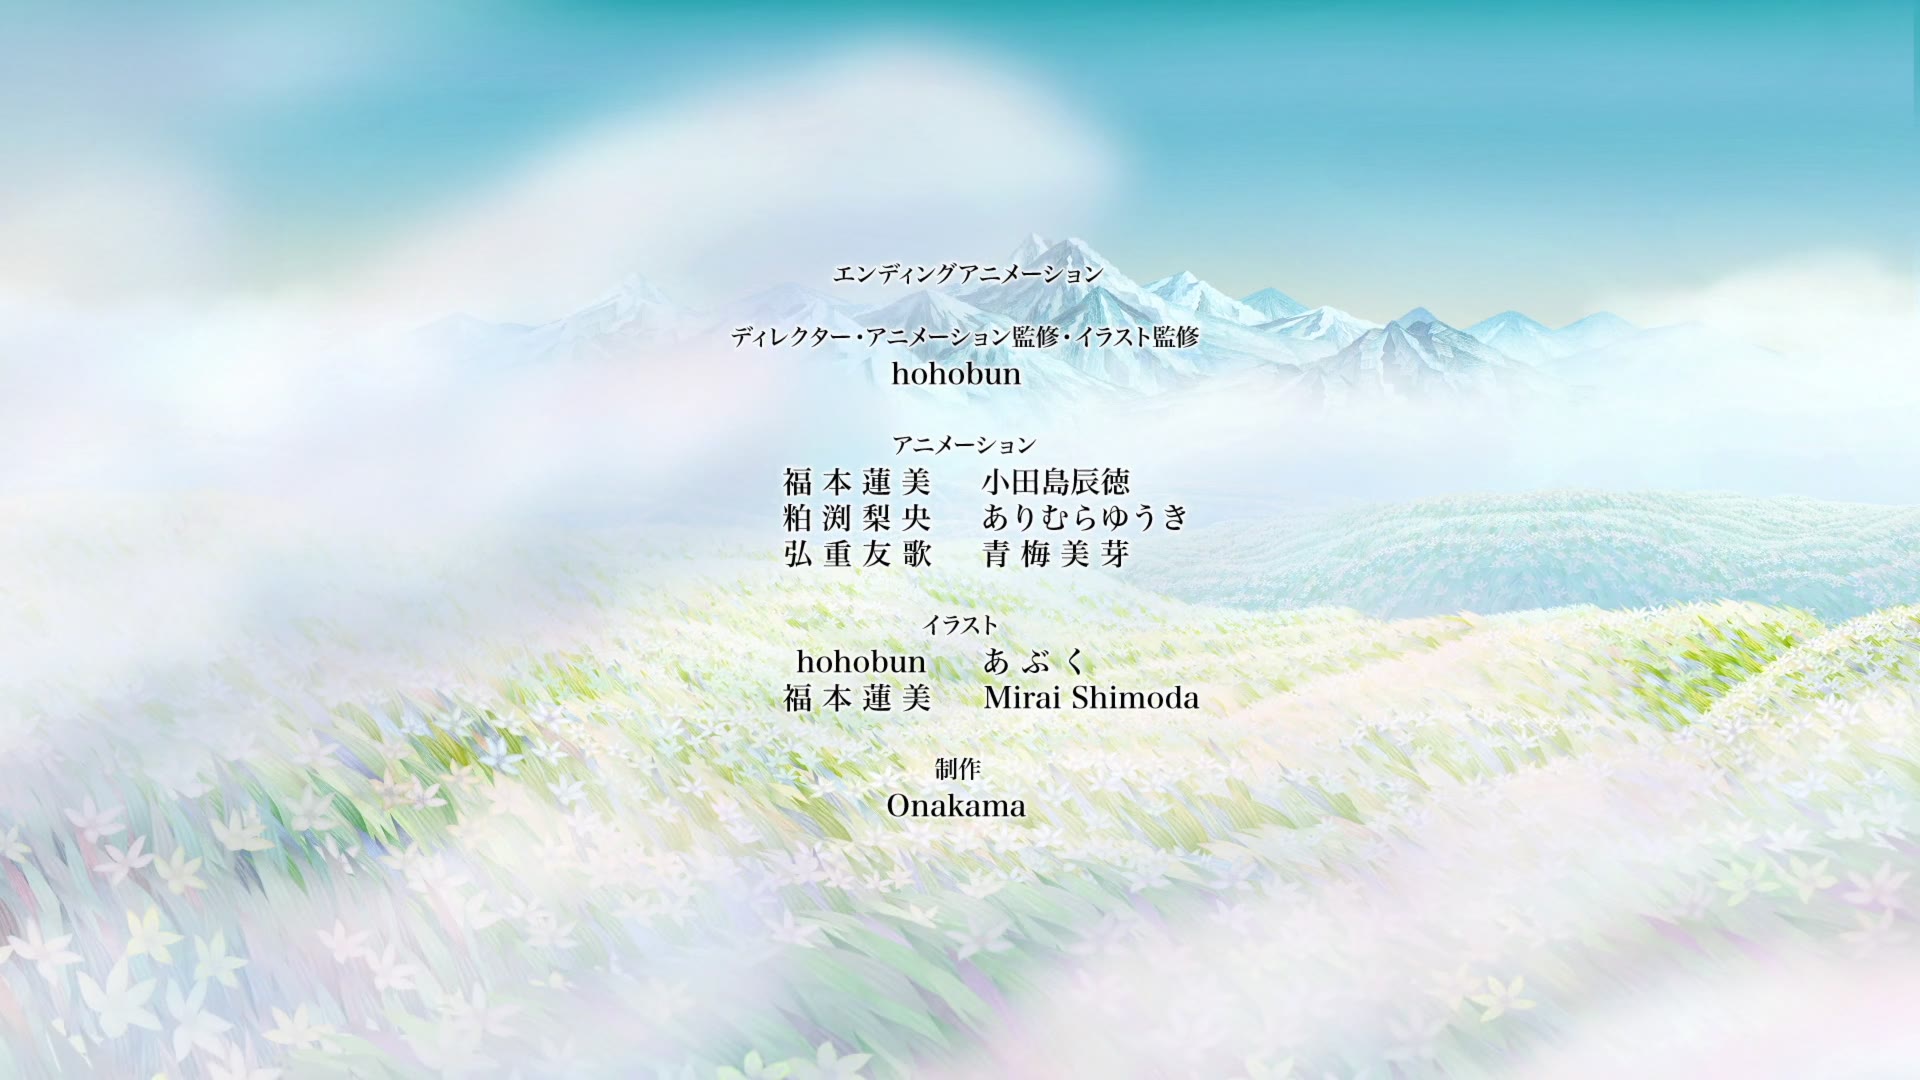 エンディングアニメーション
ディレクター・アニメーション監修・イラスト監修
hohobun
アニメーション
福本蓮美　小田島辰徳
粕渕梨央　ありむらゆうき
弘重友歌　青梅美芽
イラスト
hohobun　あぶく
福本蓮美　Mirai Shimoda
制作
Onakama